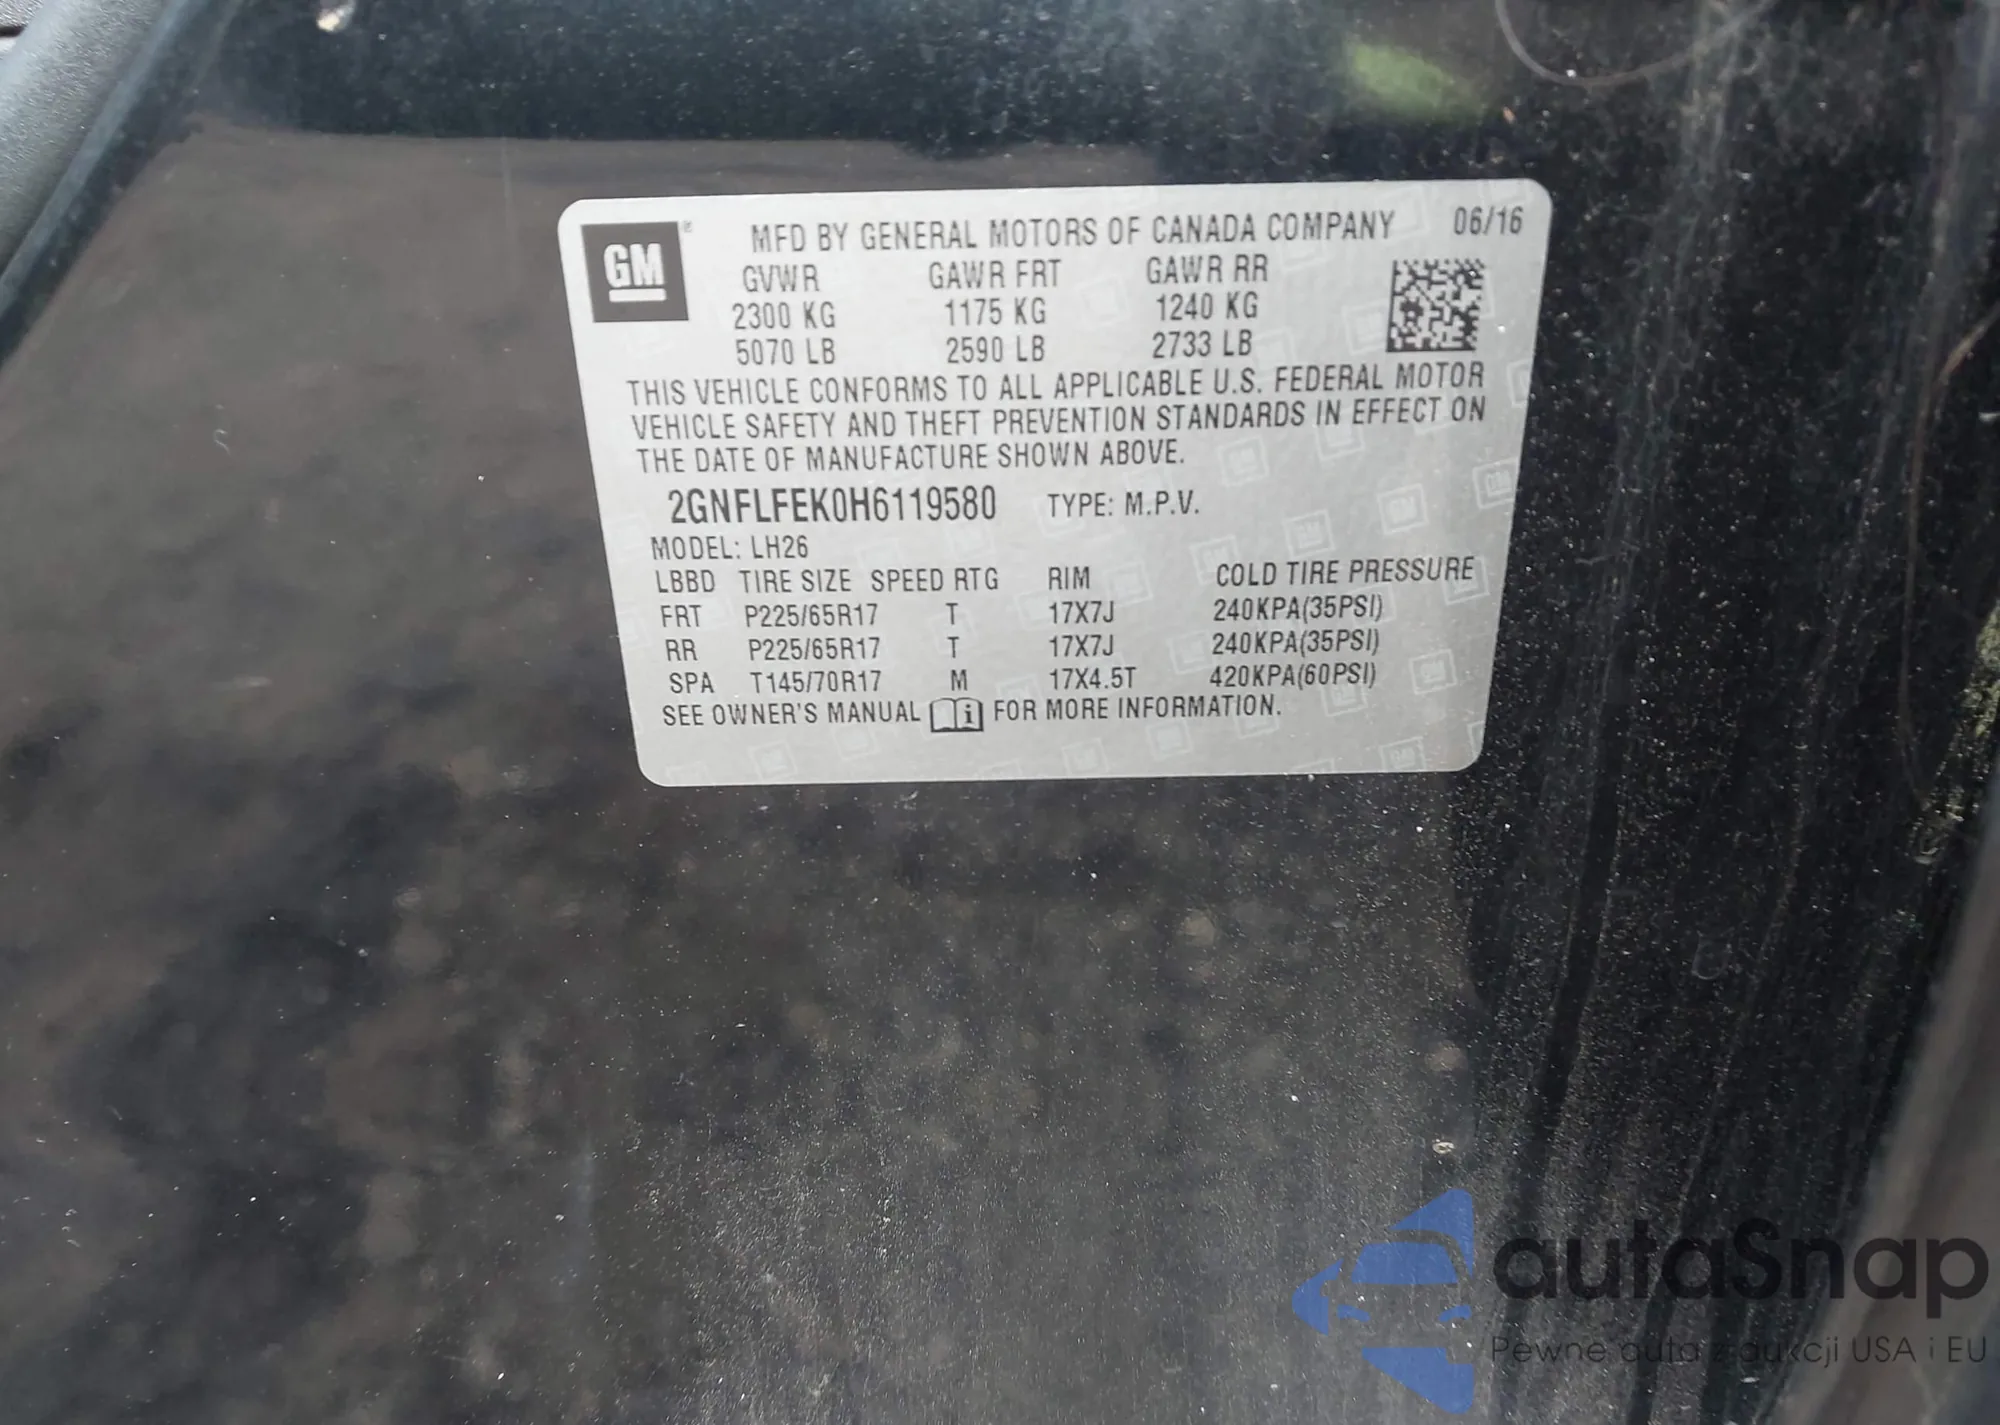 GM ® MFD BY GENERAL MOTORS OF CANADA COMPANY 06/16
GVWR GAWR FRT GAWR RR
2300 KG 1175 KG 1240 KG
5070 LB 2590 LB 2733 LB
THIS VEHICLE CONFORMS TO ALL APPLICABLE U.S. FEDERAL MOTOR
VEHICLE SAFETY AND THEFT PREVENTION STANDARDS IN EFFECT ON
THE DATE OF MANUFACTURE SHOWN ABOVE.
2GNFLFEK0H6119580 TYPE: M.P.V.
MODEL: LH26
LBBD TIRE SIZE SPEED RTG RIM COLD TIRE PRESSURE
FRT P225/65R17 T 17X7J 240KPA(35PSI)
RR P225/65R17 T 17X7J 240KPA(35PSI)
SPA T145/70R17 M 17X4.5T 420KPA(60PSI)
SEE OWNER'S MANUAL i FOR MORE INFORMATION.
autaSnap
Pewne auta z aukcji USA i EU